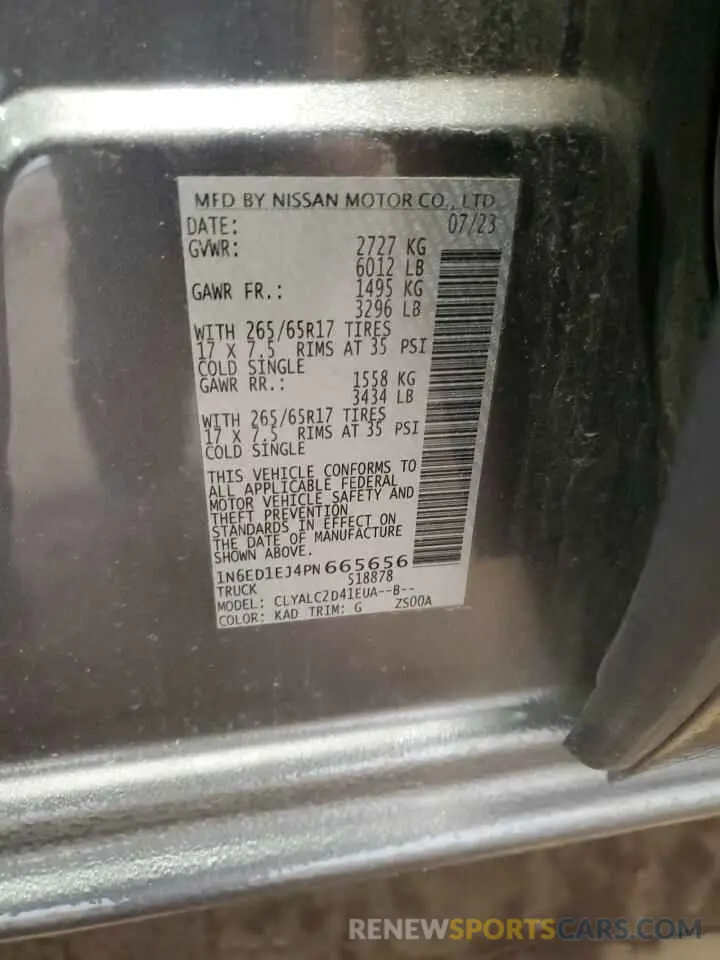 MFD BY NISSAN MOTOR CO., LTD
DATE: 07/23
GVWR: 2727 KG
6012 LB
GAWR FR.: 1495 KG
3296 LB
WITH 265/65R17 TIRES
17 X 7.5 RIMS AT 35 PSI
COLD SINGLE
GAWR RR.: 1558 KG
3434 LB
WITH 265/65R17 TIRES
17 X 7.5 RIMS AT 35 PSI
COLD SINGLE
THIS VEHICLE CONFORMS TO
ALL APPLICABLE FEDERAL
MOTOR VEHICLE SAFETY AND
THEFT PREVENTION
STANDARDS IN EFFECT ON
THE DATE OF MANUFACTURE
SHOWN ABOVE.
1N6ED1EJ4PN665656
TRUCK S18878
MODEL: CLYALC2D41EUA--B--
COLOR: KAD TRIM: G ZS00A
RENEWSPORTSCARS.COM